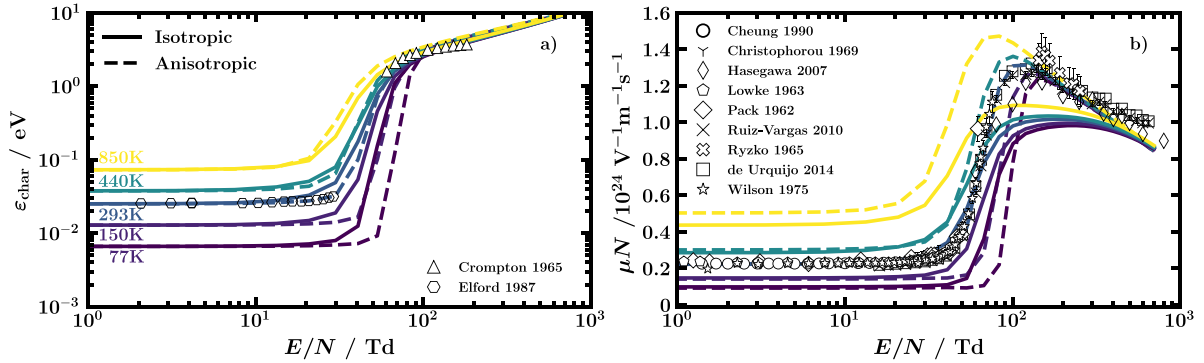 10¹
10⁰
10⁻¹
10⁻²
10⁻³
ε_char / eV
Isotropic
Anisotropic
a)
850K
440K
293K
150K
77K
Crompton 1965
Elford 1987
10⁰ 10¹ 10² 10³
E/N / Td
1.6
1.4
1.2
1.0
0.8
0.6
0.4
0.2
0
μN /10²⁴ V⁻¹m⁻¹s⁻¹
b)
Cheung 1990
Christophorou 1969
Hasegawa 2007
Lowke 1963
Pack 1962
Ruiz-Vargas 2010
Ryzko 1965
de Urquijo 2014
Wilson 1975
10⁰ 10¹ 10² 10³
E/N / Td